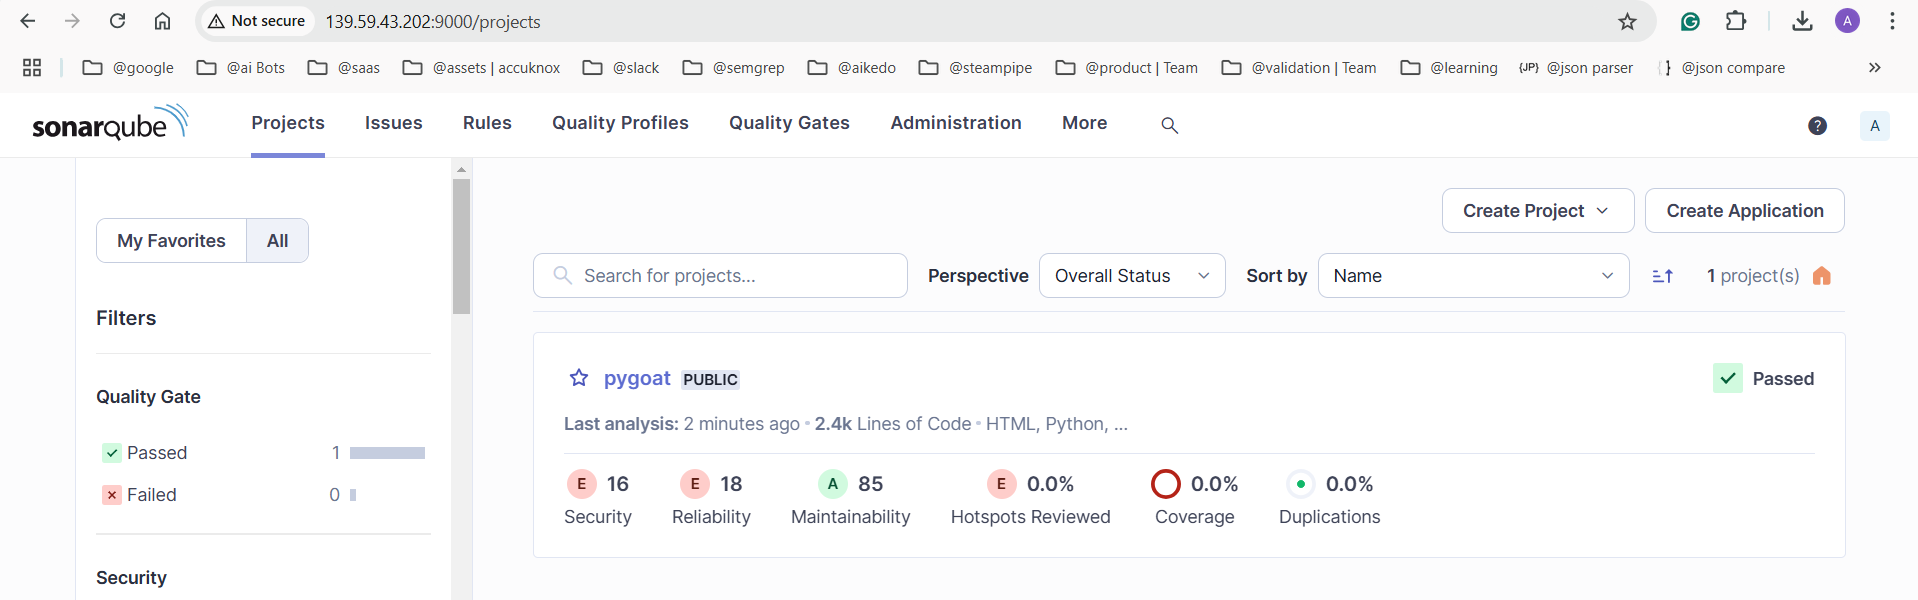 Not secure 139.59.43.202:9000/projects A
@google @ai Bots @saas @assets | accuknox @slack @semgrep @aikedo @steampipe @product | Team @validation | Team @learning {JP} @json parser { } @json compare »
sonarqube Projects Issues Rules Quality Profiles Quality Gates Administration More ? A
My Favorites All
Filters
Quality Gate
Passed 1
Failed 0
Security
Create Project Create Application
Search for projects... Perspective Overall Status Sort by Name 1 project(s)
pygoat PUBLIC Passed
Last analysis: 2 minutes ago • 2.4k Lines of Code • HTML, Python, ...
E 16 E 18 A 85 E 0.0% 0.0% 0.0%
Security Reliability Maintainability Hotspots Reviewed Coverage Duplications